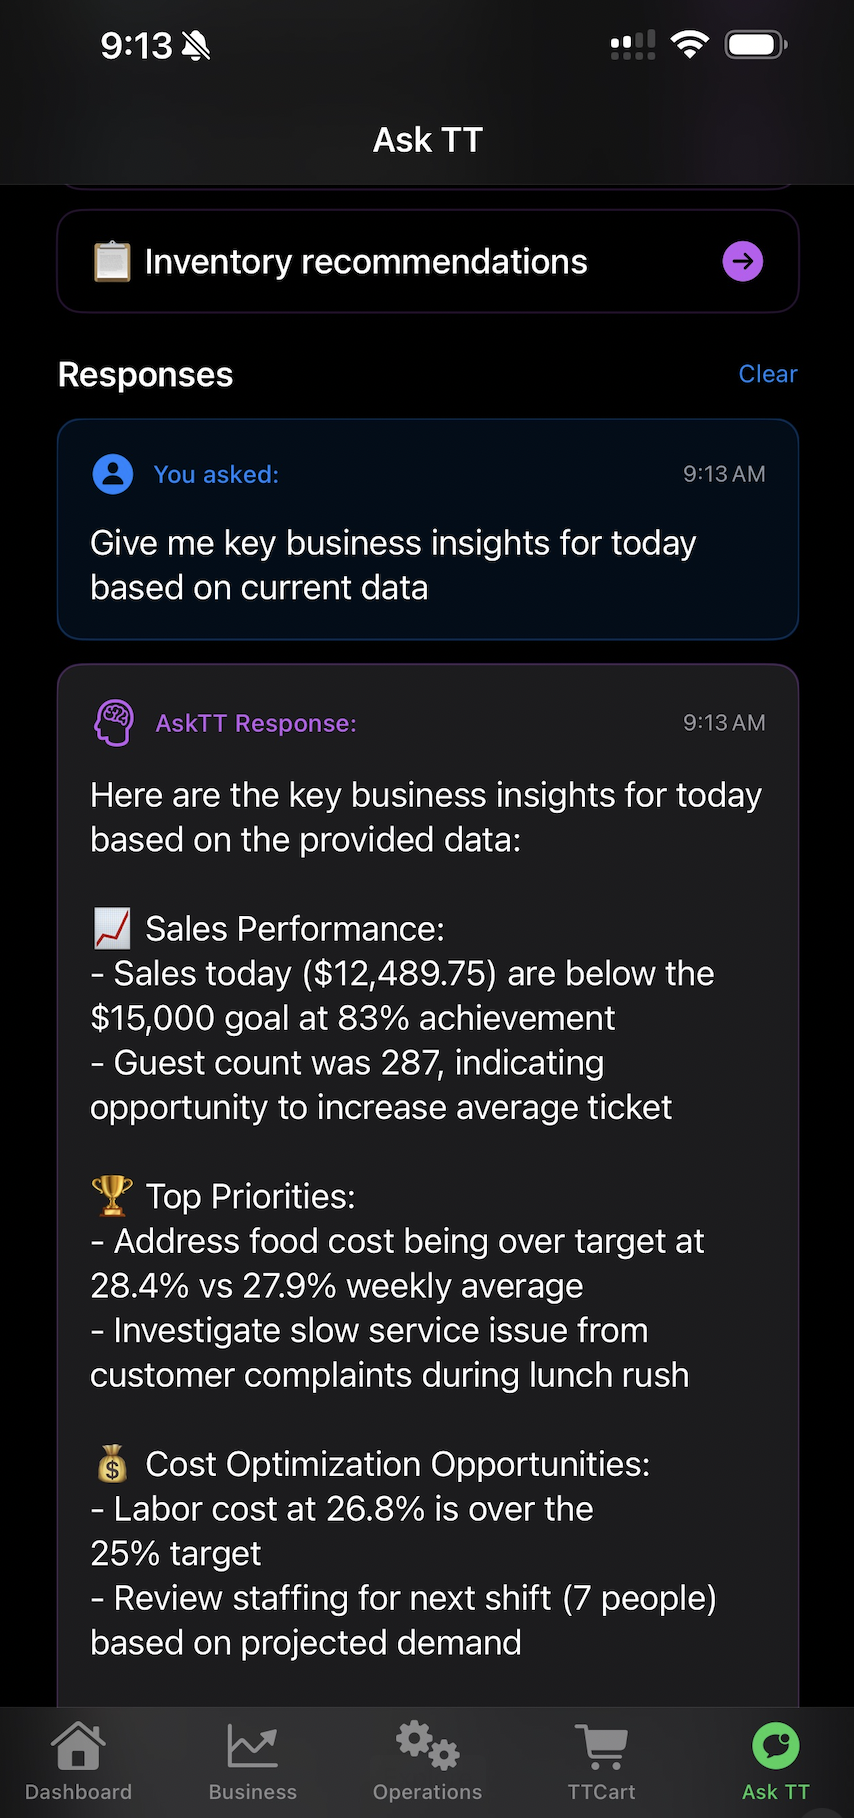 9:13
Ask TT
Inventory recommendations
Responses
Clear
You asked:
9:13 AM
Give me key business insights for today
based on current data
AskTT Response:
9:13 AM
Here are the key business insights for today
based on the provided data:
Sales Performance:
- Sales today ($12,489.75) are below the
$15,000 goal at 83% achievement
- Guest count was 287, indicating
opportunity to increase average ticket
Top Priorities:
- Address food cost being over target at
28.4% vs 27.9% weekly average
- Investigate slow service issue from
customer complaints during lunch rush
Cost Optimization Opportunities:
- Labor cost at 26.8% is over the
25% target
- Review staffing for next shift (7 people)
based on projected demand
Dashboard
Business
Operations
TTCart
Ask TT